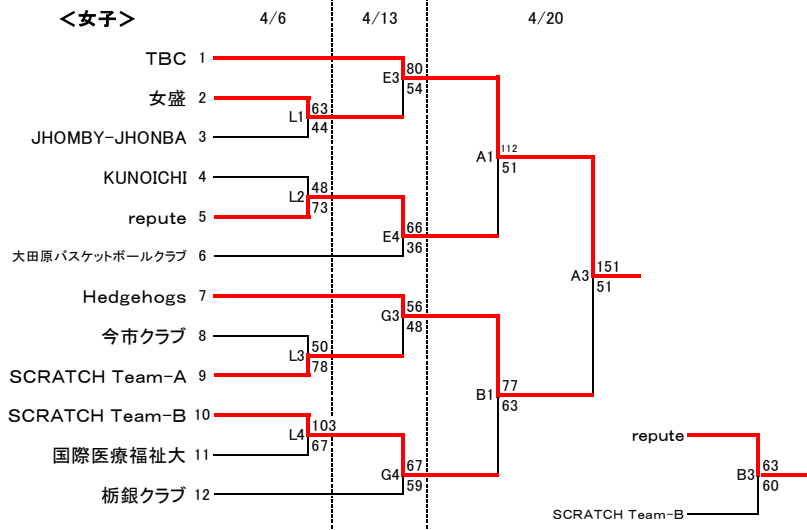 ＜女子＞ 4/6 4/13 4/20
TBC 1
E3 80
54
女盛 2
L1 63
44
JHOMBY-JHONBA 3
A1 112
51
KUNOICHI 4
L2 48
73
repute 5
E4 66
36
大田原バスケットボールクラブ 6
A3 151
51
Hedgehogs 7
G3 56
48
今市クラブ 8
L3 50
78
SCRATCH Team-A 9
B1 77
63
SCRATCH Team-B 10
L4 103
67
国際医療福祉大 11
G4 67
59
栃銀クラブ 12
repute
B3 63
60
SCRATCH Team-B